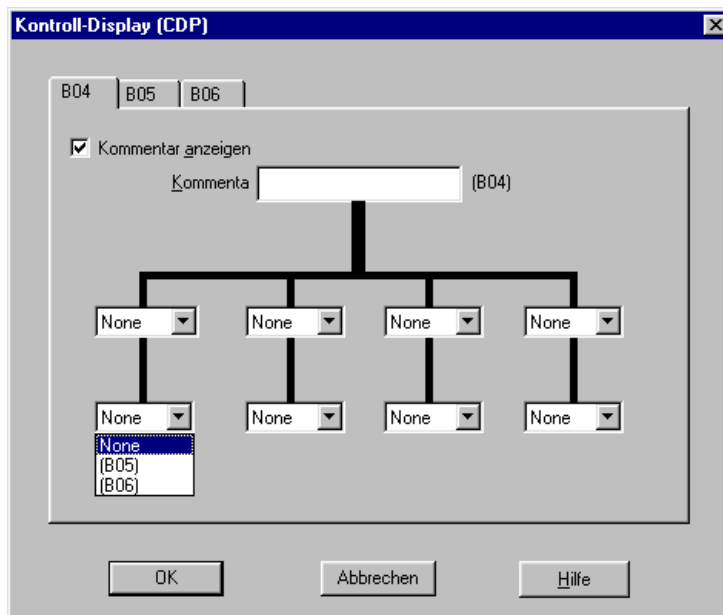 Kontroll-Display (CDP)
B04 B05 B06
Kommentar anzeigen
Kommenta (B04)
None None None None
None None None None
None
(B05)
(B06)
OK Abbrechen Hilfe